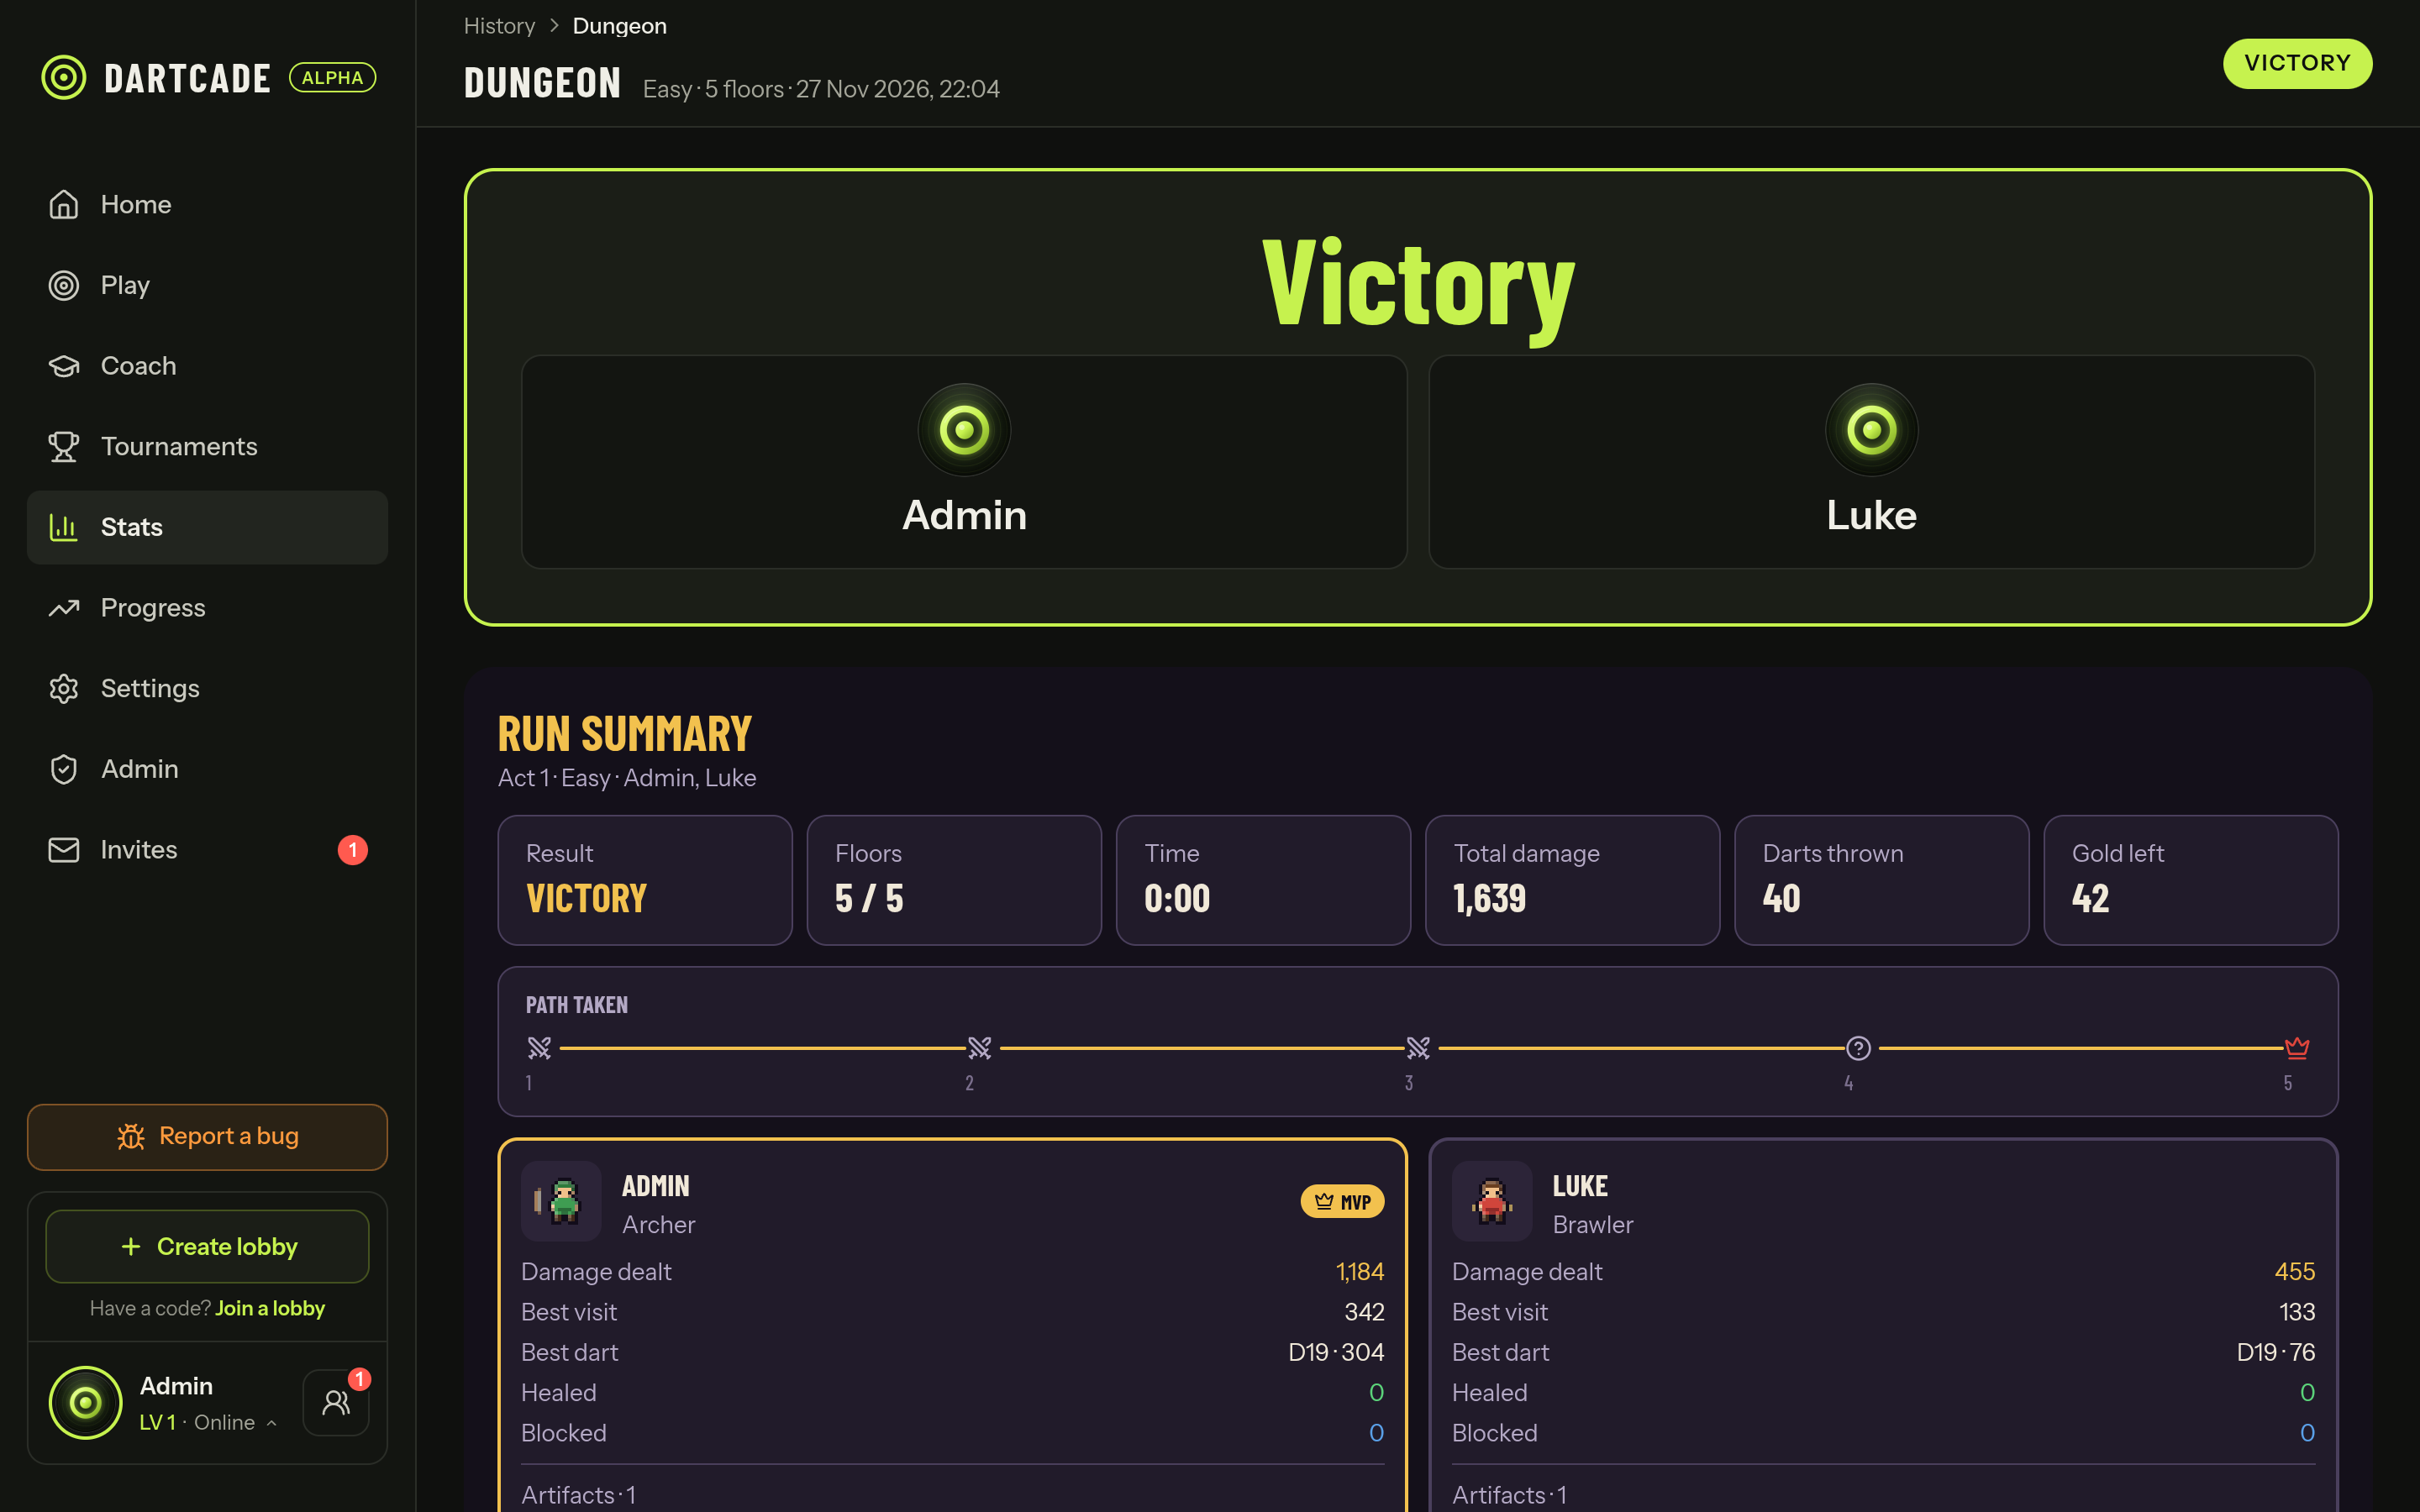 DARTCADE ALPHA
Home
Play
Coach
Tournaments
Stats
Progress
Settings
Admin
Invites 1
Report a bug
+ Create lobby
Have a code? Join a lobby
Admin
LV 1 · Online
1
History > Dungeon
DUNGEON Easy · 5 floors · 27 Nov 2026, 22:04
VICTORY
Victory
Admin
Luke
RUN SUMMARY
Act 1 · Easy · Admin, Luke
Result
VICTORY
Floors
5 / 5
Time
0:00
Total damage
1,639
Darts thrown
40
Gold left
42
PATH TAKEN
1 2 3 4 5
ADMIN
Archer
MVP
Damage dealt 1,184
Best visit 342
Best dart D19 · 304
Healed 0
Blocked 0
Artifacts · 1
LUKE
Brawler
Damage dealt 455
Best visit 133
Best dart D19 · 76
Healed 0
Blocked 0
Artifacts · 1